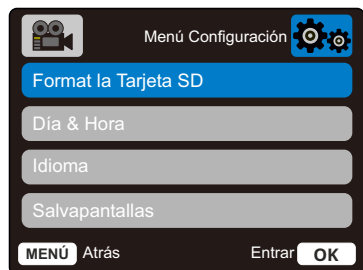 Menú Configuración
Format la Tarjeta SD
Día & Hora
Idioma
Salvapantallas
MENÚ Atrás Entrar OK